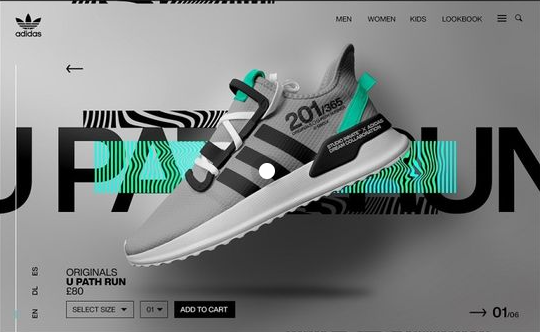 adidas
MEN WOMEN KIDS LOOKBOOK
U PATH RUN
201/365
STUDIO INNATE™ X ADIDAS
DREAM COLLABORATION
ES
DL
EN
ORIGINALS
U PATH RUN
£80
SELECT SIZE
01
ADD TO CART
01/06